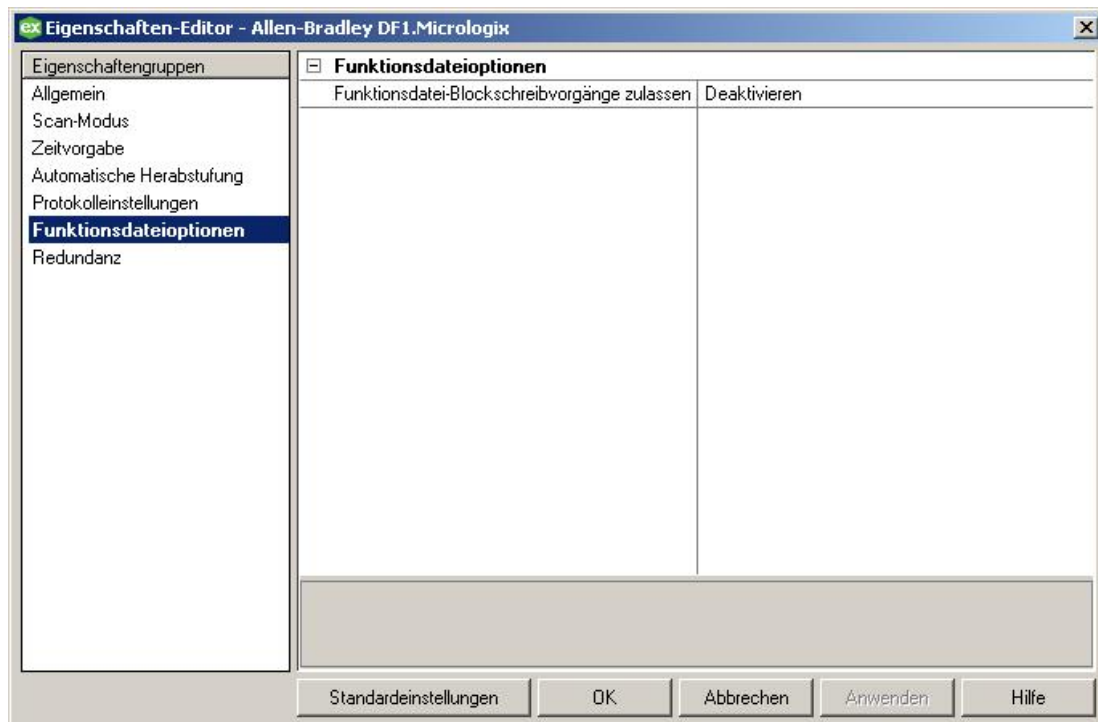 ex Eigenschaften-Editor - Allen-Bradley DF1.Micrologix
Eigenschaftengruppen
Allgemein
Scan-Modus
Zeitvorgabe
Automatische Herabstufung
Protokolleinstellungen
Funktionsdateioptionen
Redundanz
Funktionsdateioptionen
Funktionsdatei-Blockschreibvorgänge zulassen Deaktivieren
Standardeinstellungen OK Abbrechen Anwenden Hilfe